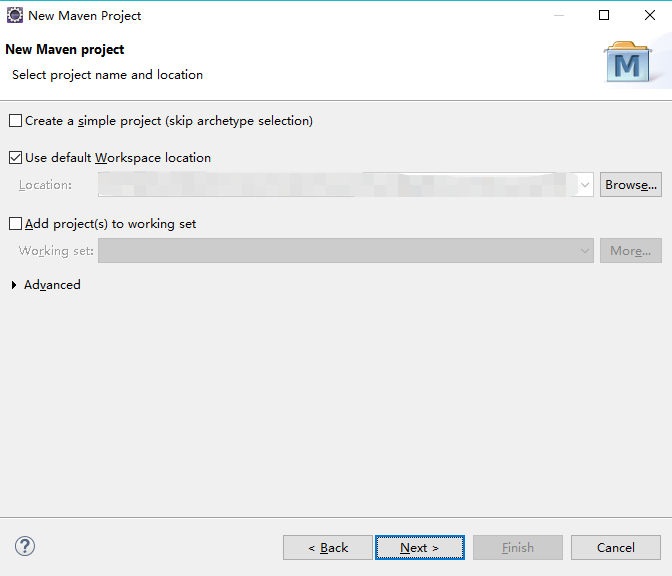 New Maven Project
New Maven project
Select project name and location
M
Create a simple project (skip archetype selection)
Use default Workspace location
Location:
Browse...
Add project(s) to working set
Working set:
More...
Advanced
?
< Back
Next >
Finish
Cancel